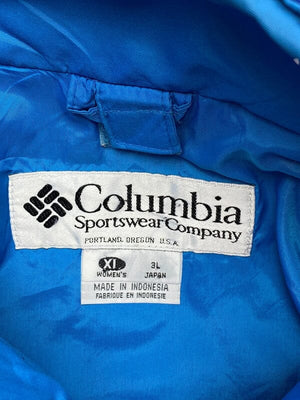 Columbia
Sportswear Company
PORTLAND, OREGON U.S.A.
XL 3L
WOMEN'S JAPAN
MADE IN INDONESIA
FABRIQUE EN INDONESIE